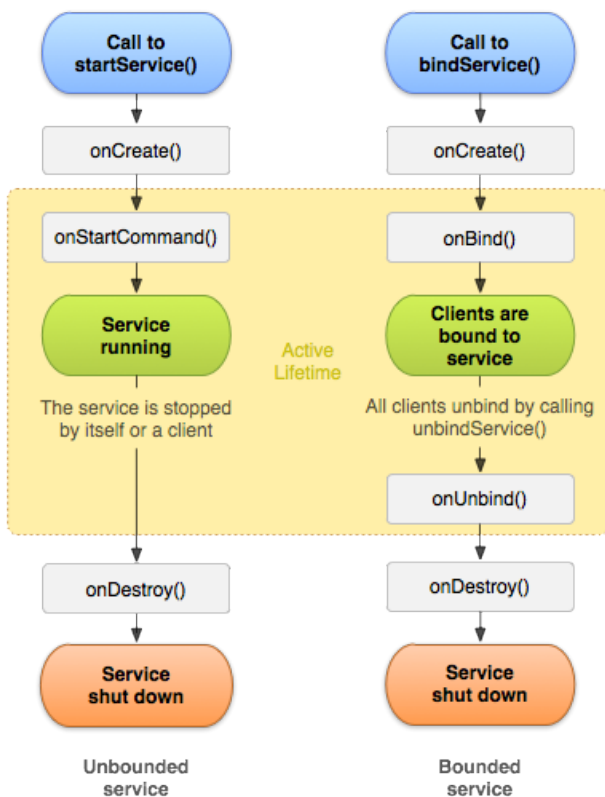 Call to
startService()
onCreate()
onStartCommand()
Service
running
The service is stopped
by itself or a client
onDestroy()
Service
shut down
Unbounded
service
Active
Lifetime
Call to
bindService()
onCreate()
onBind()
Clients are
bound to
service
All clients unbind by calling
unbindService()
onUnbind()
onDestroy()
Service
shut down
Bounded
service